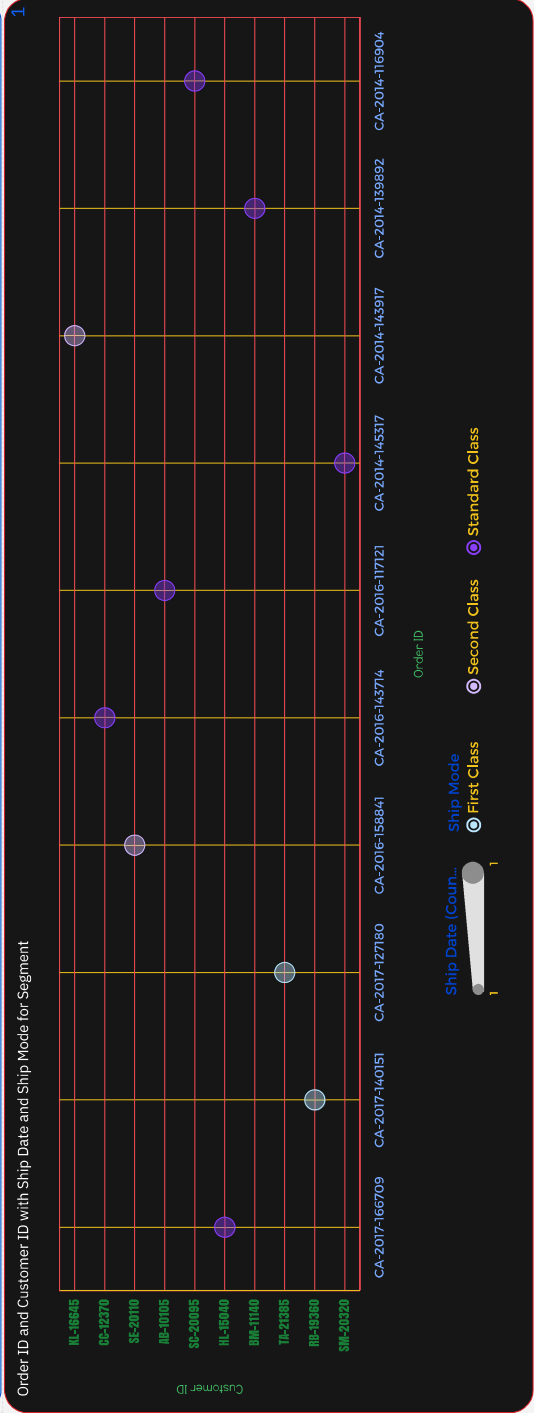 1
Order ID and Customer ID with Ship Date and Ship Mode for Segment
Customer ID
KL-16645
CC-12370
SE-20110
AB-10105
SC-20095
HL-15040
BM-11140
TA-21385
RB-19360
SM-20320
CA-2017-166709
CA-2017-140151
CA-2017-127180
CA-2016-158841
CA-2016-143714
CA-2016-117121
CA-2014-145317
CA-2014-143917
CA-2014-139892
CA-2014-116904
Order ID
Ship Date (Coun...
1
1
Ship Mode
First Class
Second Class
Standard Class